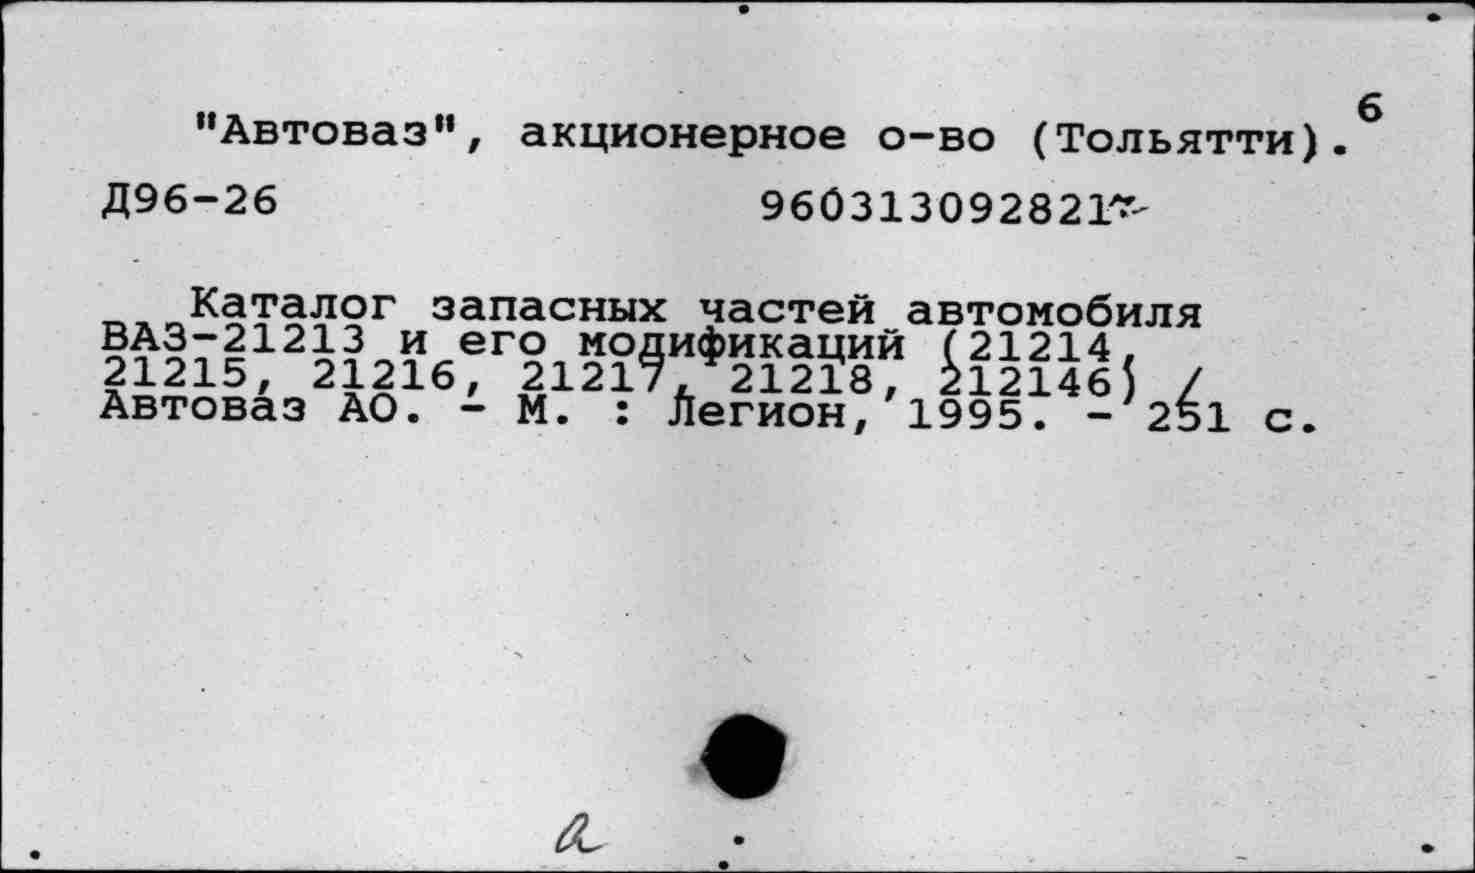 6
"Автоваз", акционерное о-во (Тольятти).
Д96-26 960313092821
Каталог запасных частей автомобиля
ВАЗ-21213 и его модификаций (21214,
21215, 21216, 21217, 21218, 212146) /
Автоваз АО. - М. : Легион, 1995. - 251 с.
а